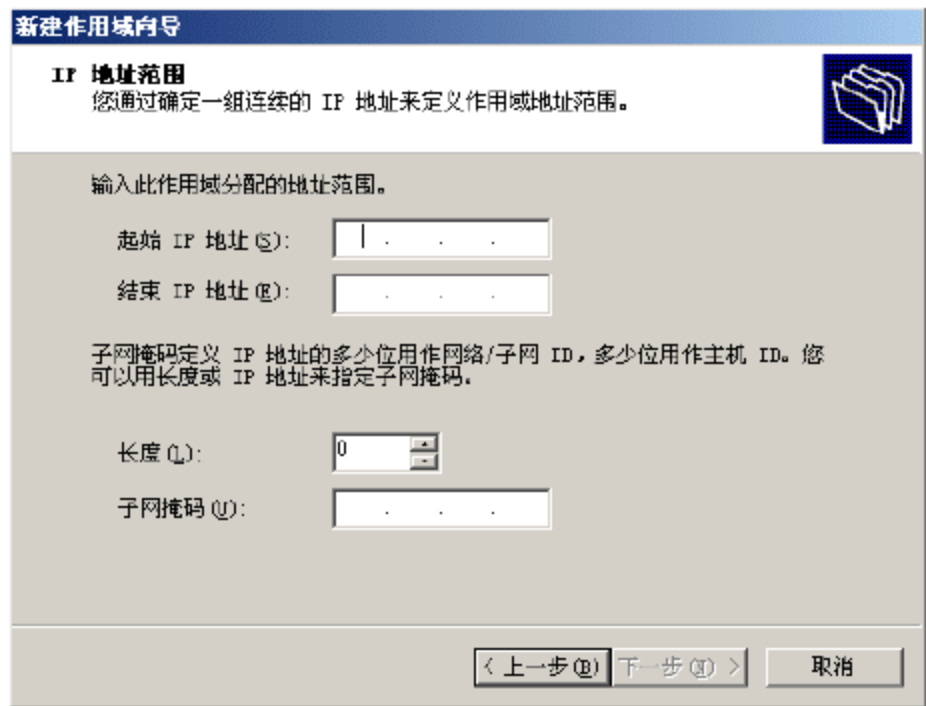 新建作用域向导
IP 地址范围
您通过确定一组连续的 IP 地址来定义作用域地址范围。
输入此作用域分配的地址范围。
起始 IP 地址(S):
结束 IP 地址(E):
子网掩码定义 IP 地址的多少位用作网络/子网 ID，多少位用作主机 ID。您
可以用长度或 IP 地址来指定子网掩码。
长度(L): 0
子网掩码(U):
< 上一步(B) 下一步(N) > 取消